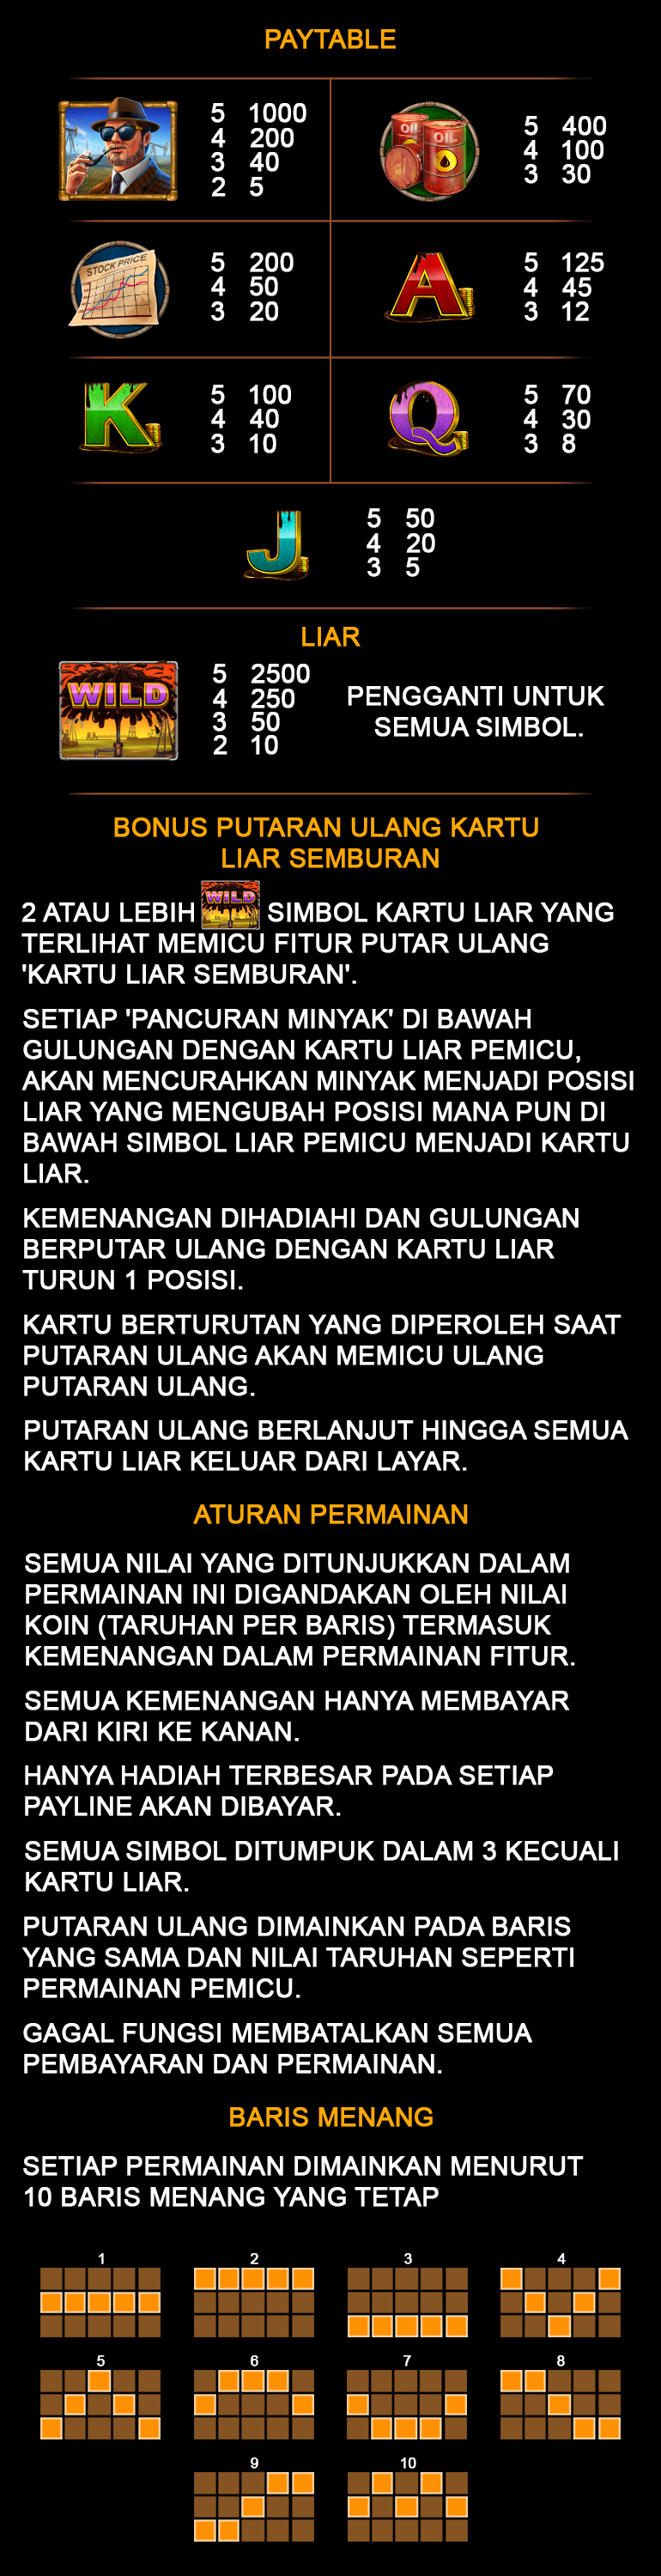 PAYTABLE
5 1000
4 200
3 40
2 5
OIL
OIL
5 400
4 100
3 30
STOCK PRICE
5 200
4 50
3 20
A
5 125
4 45
3 12
K
5 100
4 40
3 10
Q
5 70
4 30
3 8
J
5 50
4 20
3 5
LIAR
WILD
5 2500
4 250
3 50
2 10
PENGGANTI UNTUK
SEMUA SIMBOL.
BONUS PUTARAN ULANG KARTU
LIAR SEMBURAN
2 ATAU LEBIH WILD SIMBOL KARTU LIAR YANG
TERLIHAT MEMICU FITUR PUTAR ULANG
'KARTU LIAR SEMBURAN'.
SETIAP 'PANCURAN MINYAK' DI BAWAH
GULUNGAN DENGAN KARTU LIAR PEMICU,
AKAN MENCURAHKAN MINYAK MENJADI POSISI
LIAR YANG MENGUBAH POSISI MANA PUN DI
BAWAH SIMBOL LIAR PEMICU MENJADI KARTU
LIAR.
KEMENANGAN DIHADIAHI DAN GULUNGAN
BERPUTAR ULANG DENGAN KARTU LIAR
TURUN 1 POSISI.
KARTU BERTURUTAN YANG DIPEROLEH SAAT
PUTARAN ULANG AKAN MEMICU ULANG
PUTARAN ULANG.
PUTARAN ULANG BERLANJUT HINGGA SEMUA
KARTU LIAR KELUAR DARI LAYAR.
ATURAN PERMAINAN
SEMUA NILAI YANG DITUNJUKKAN DALAM
PERMAINAN INI DIGANDAKAN OLEH NILAI
KOIN (TARUHAN PER BARIS) TERMASUK
KEMENANGAN DALAM PERMAINAN FITUR.
SEMUA KEMENANGAN HANYA MEMBAYAR
DARI KIRI KE KANAN.
HANYA HADIAH TERBESAR PADA SETIAP
PAYLINE AKAN DIBAYAR.
SEMUA SIMBOL DITUMPUK DALAM 3 KECUALI
KARTU LIAR.
PUTARAN ULANG DIMAINKAN PADA BARIS
YANG SAMA DAN NILAI TARUHAN SEPERTI
PERMAINAN PEMICU.
GAGAL FUNGSI MEMBATALKAN SEMUA
PEMBAYARAN DAN PERMAINAN.
BARIS MENANG
SETIAP PERMAINAN DIMAINKAN MENURUT
10 BARIS MENANG YANG TETAP
1 2 3 4
5 6 7 8
9 10